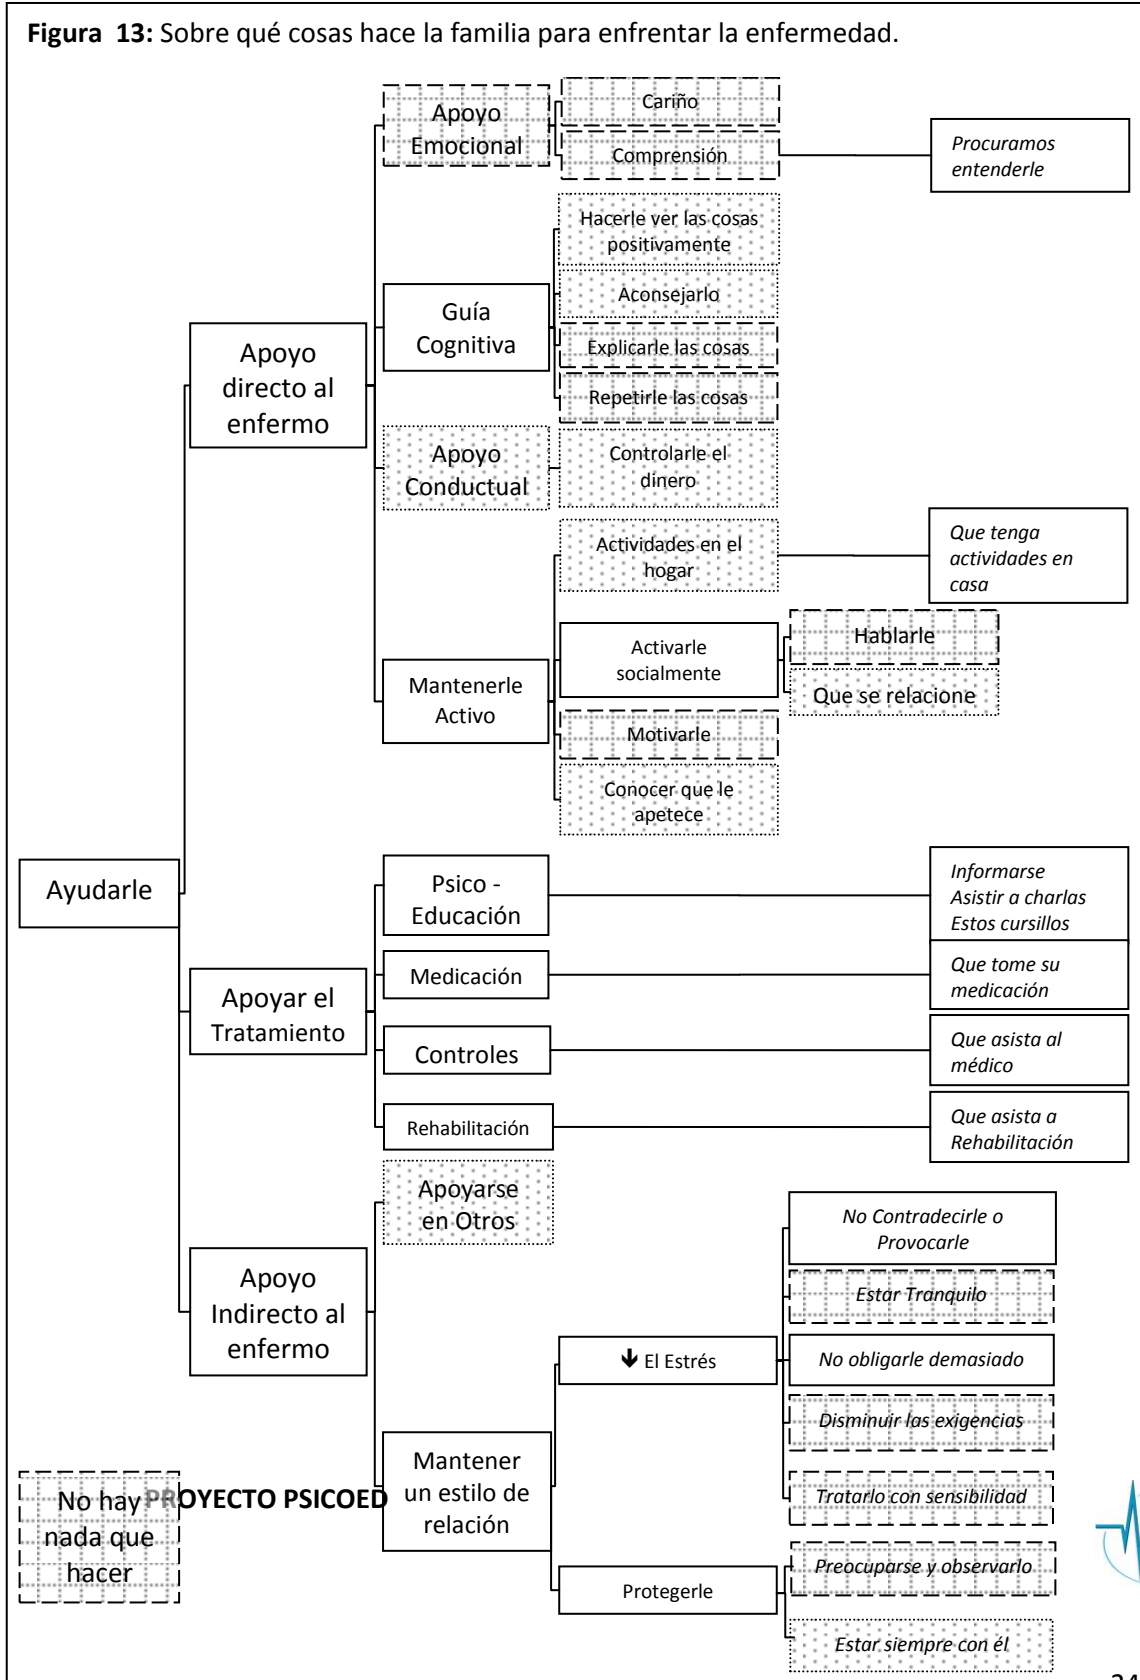 Figura 13: Sobre qué cosas hace la familia para enfrentar la enfermedad.
Apoyo
Emocional
Cariño
Comprensión
Procuramos
entenderle
Hacerle ver las cosas
positivamente
Aconsejarlo
Guía
Cognitiva
Explicarle las cosas
Repetirle las cosas
Apoyo
directo al
enfermo
Apoyo
Conductual
Controlarle el
dinero
Actividades en el
hogar
Que tenga
actividades en
casa
Activarle
socialmente
Hablarle
Que se relacione
Mantenerle
Activo
Motivarle
Conocer que le
apetece
Ayudarle
Psico -
Educación
Informarse
Asistir a charlas
Estos cursillos
Apoyar el
Tratamiento
Medicación
Que tome su
medicación
Controles
Que asista al
médico
Rehabilitación
Que asista a
Rehabilitación
Apoyarse
en Otros
Apoyo
Indirecto al
enfermo
No Contradecirle o
Provocarle
Estar Tranquilo
🡫 El Estrés
No obligarle demasiado
Disminuir las exigencias
Tratarlo con sensibilidad
Mantener
un estilo de
relación
Protegerle
Preocuparse y observarlo
Estar siempre con él
No hay
nada que
hacer
PROYECTO PSICOED